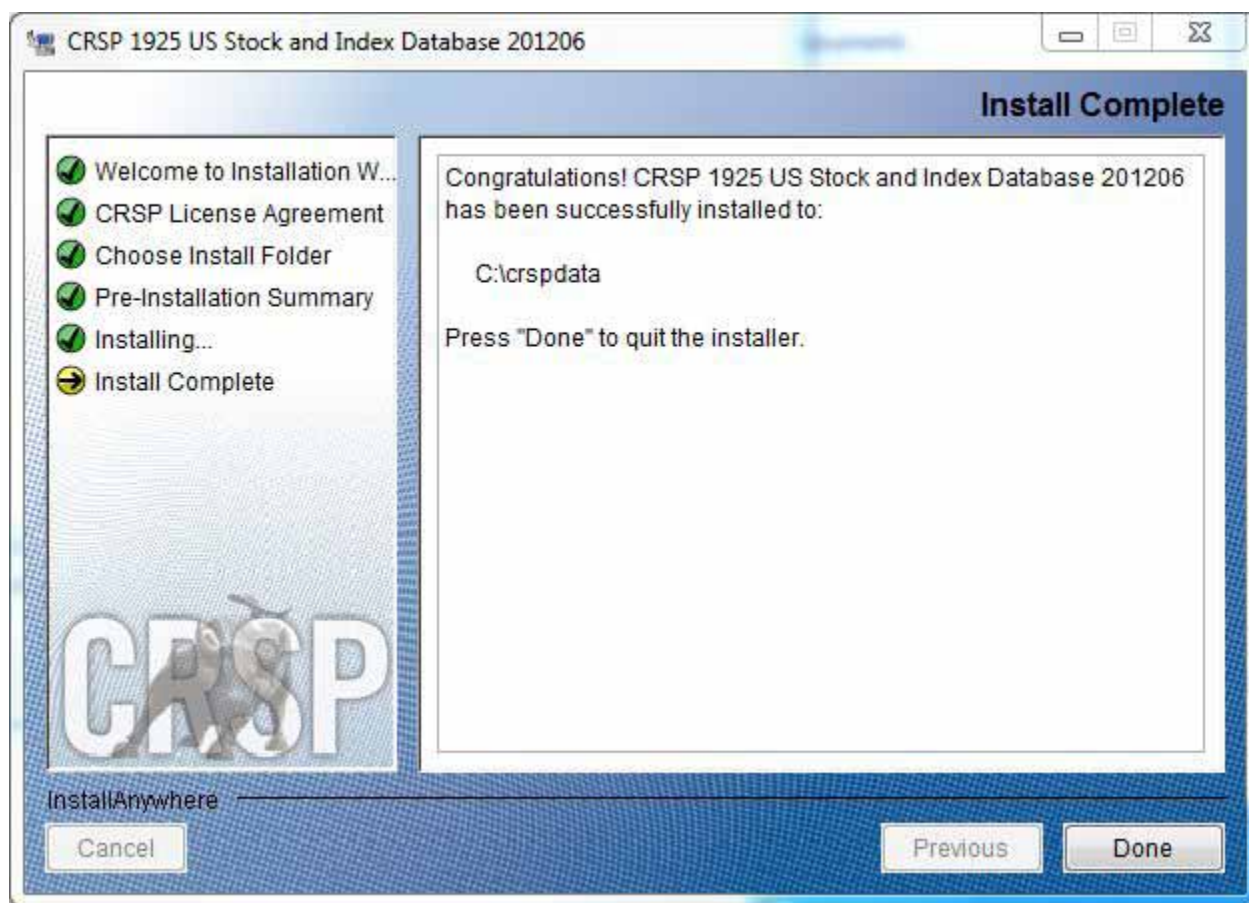 CRSP 1925 US Stock and Index Database 201206
Install Complete
Welcome to Installation W...
CRSP License Agreement
Choose Install Folder
Pre-Installation Summary
Installing...
Install Complete
CRSP
Congratulations! CRSP 1925 US Stock and Index Database 201206
has been successfully installed to:
C:\crspdata
Press "Done" to quit the installer.
InstallAnywhere
Cancel
Previous
Done